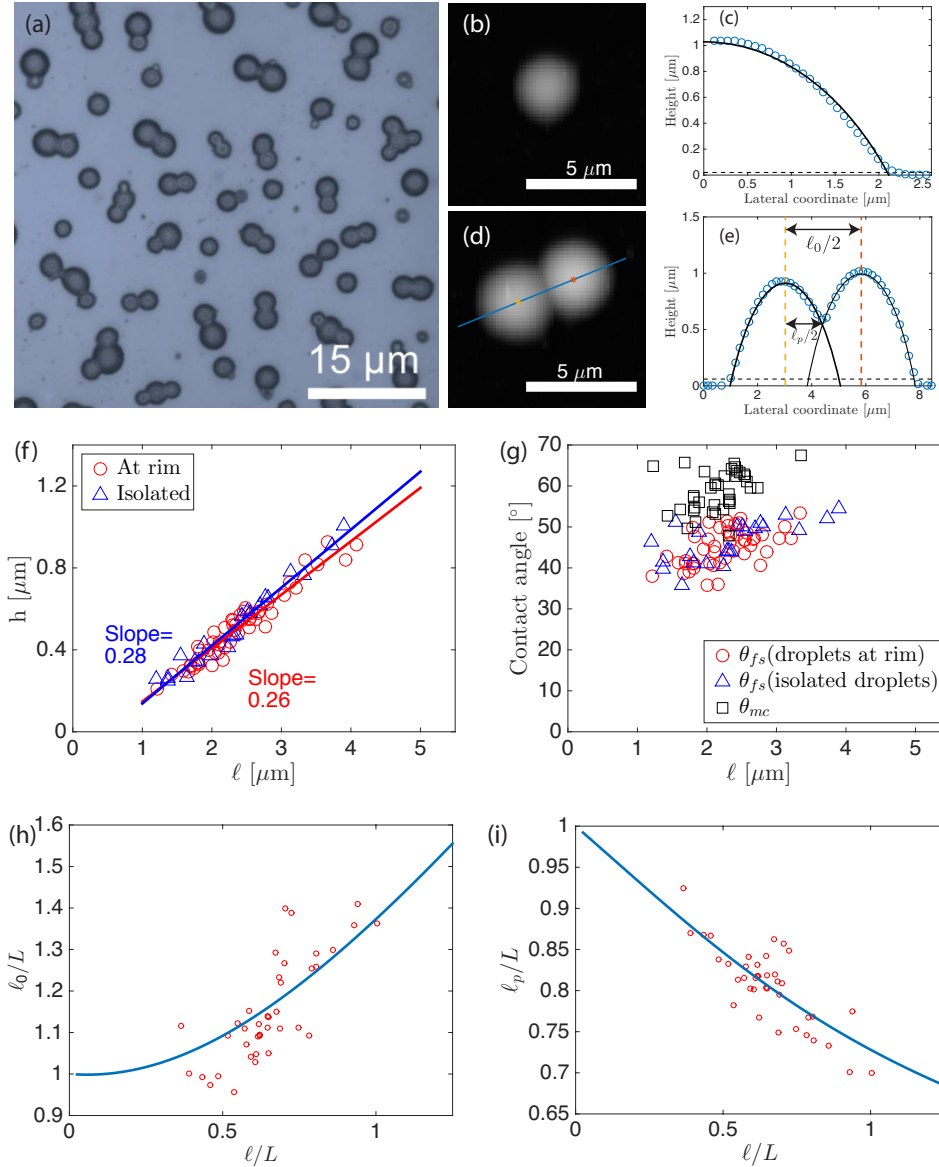 (a)
15 μm
(b)
5 μm
(c)
Height [μm]
1.2
1
0.8
0.6
0.4
0.2
0
0 0.5 1 1.5 2 2.5
Lateral coordinate [μm]
(d)
5 μm
(e)
Height [μm]
1.5
1
0.5
0
ℓ0/2
ℓp/2
0 2 4 6 8
Lateral coordinate [μm]
(f)
At rim
Isolated
h [μm]
1.2
0.8
0.4
0
Slope=
0.28
Slope=
0.26
0 1 2 3 4 5
ℓ [μm]
(g)
Contact angle [°]
70
60
50
40
30
20
10
0
θfs(droplets at rim)
θfs(isolated droplets)
θmc
0 1 2 3 4 5
ℓ [μm]
(h)
ℓ0/L
1.6
1.5
1.4
1.3
1.2
1.1
1
0.9
0 0.5 1
ℓ/L
(i)
ℓp/L
1
0.95
0.9
0.85
0.8
0.75
0.7
0.65
0 0.5 1
ℓ/L